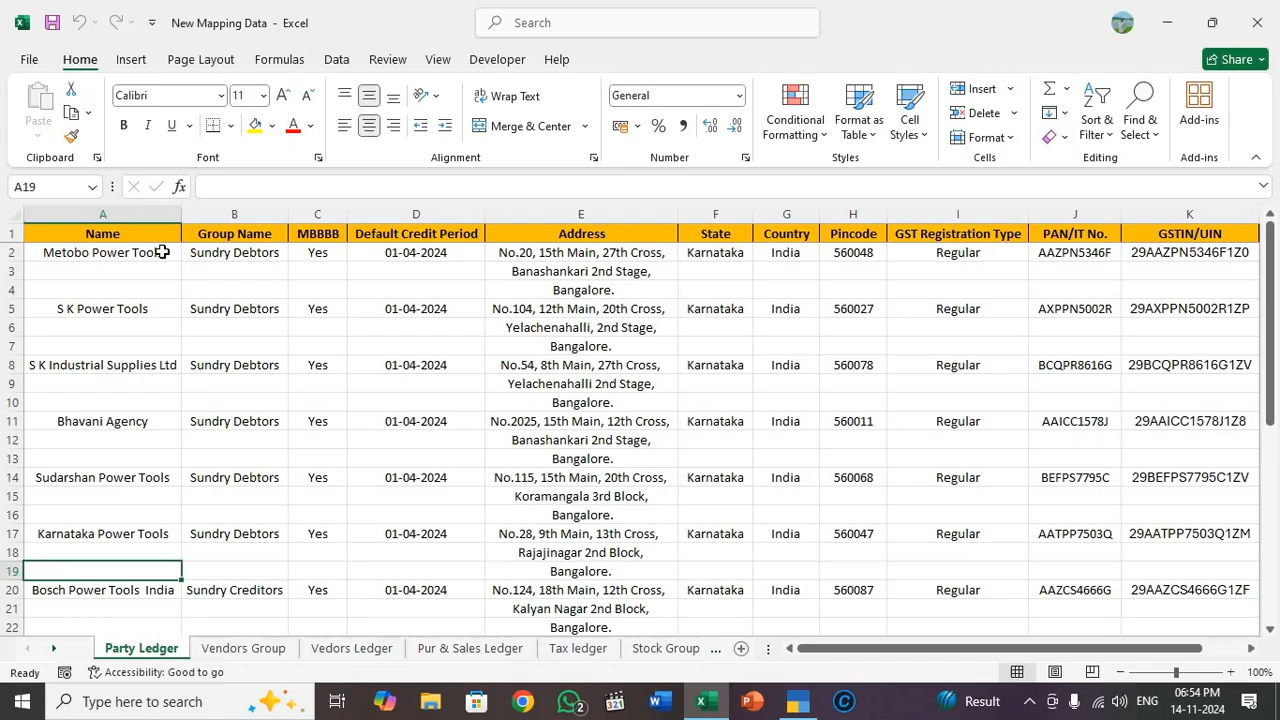 New Mapping Data - Excel
Search
File Home Insert Page Layout Formulas Data Review View Developer Help
Share
Paste
Clipboard
Calibri 11
B I U
Font
Wrap Text
Merge & Center
Alignment
General
Number
Conditional Formatting
Format as Table
Cell Styles
Styles
Insert
Delete
Format
Cells
Sort & Filter
Find & Select
Editing
Add-ins
Add-ins
A19
fx
A B C D E F G H I J K
1 Name Group Name MBBBB Default Credit Period Address State Country Pincode GST Registration Type PAN/IT No. GSTIN/UIN
2 Metobo Power Tools Sundry Debtors Yes 01-04-2024 No.20, 15th Main, 27th Cross, Karnataka India 560048 Regular AAZPN5346F 29AAZPN5346F1Z0
3 Banashankari 2nd Stage,
4 Bangalore.
5 S K Power Tools Sundry Debtors Yes 01-04-2024 No.104, 12th Main, 20th Cross, Karnataka India 560027 Regular AXPPN5002R 29AXPPN5002R1ZP
6 Yelachenahalli, 2nd Stage,
7 Bangalore.
8 S K Industrial Supplies Ltd Sundry Debtors Yes 01-04-2024 No.54, 8th Main, 27th Cross, Karnataka India 560078 Regular BCQPR8616G 29BCQPR8616G1ZV
9 Yelachenahalli 2nd Stage,
10 Bangalore.
11 Bhavani Agency Sundry Debtors Yes 01-04-2024 No.2025, 15th Main, 12th Cross, Karnataka India 560011 Regular AAICC1578J 29AAICC1578J1Z8
12 Banashankari 2nd Stage,
13 Bangalore.
14 Sudarshan Power Tools Sundry Debtors Yes 01-04-2024 No.115, 15th Main, 20th Cross, Karnataka India 560068 Regular BEFPS7795C 29BEFPS7795C1ZV
15 Koramangala 3rd Block,
16 Bangalore.
17 Karnataka Power Tools Sundry Debtors Yes 01-04-2024 No.28, 9th Main, 13th Cross, Karnataka India 560047 Regular AATPP7503Q 29AATPP7503Q1ZM
18 Rajajinagar 2nd Block,
19 Bangalore.
20 Bosch Power Tools India Sundry Creditors Yes 01-04-2024 No.124, 18th Main, 12th Cross, Karnataka India 560087 Regular AAZCS4666G 29AAZCS4666G1ZF
21 Kalyan Nagar 2nd Block,
22 Bangalore.
Party Ledger Vendors Group Vedors Ledger Pur & Sales Ledger Tax ledger Stock Group ...
Ready Accessibility: Good to go 100%
Type here to search
2
321
Result
ENG
06:54 PM
14-11-2024